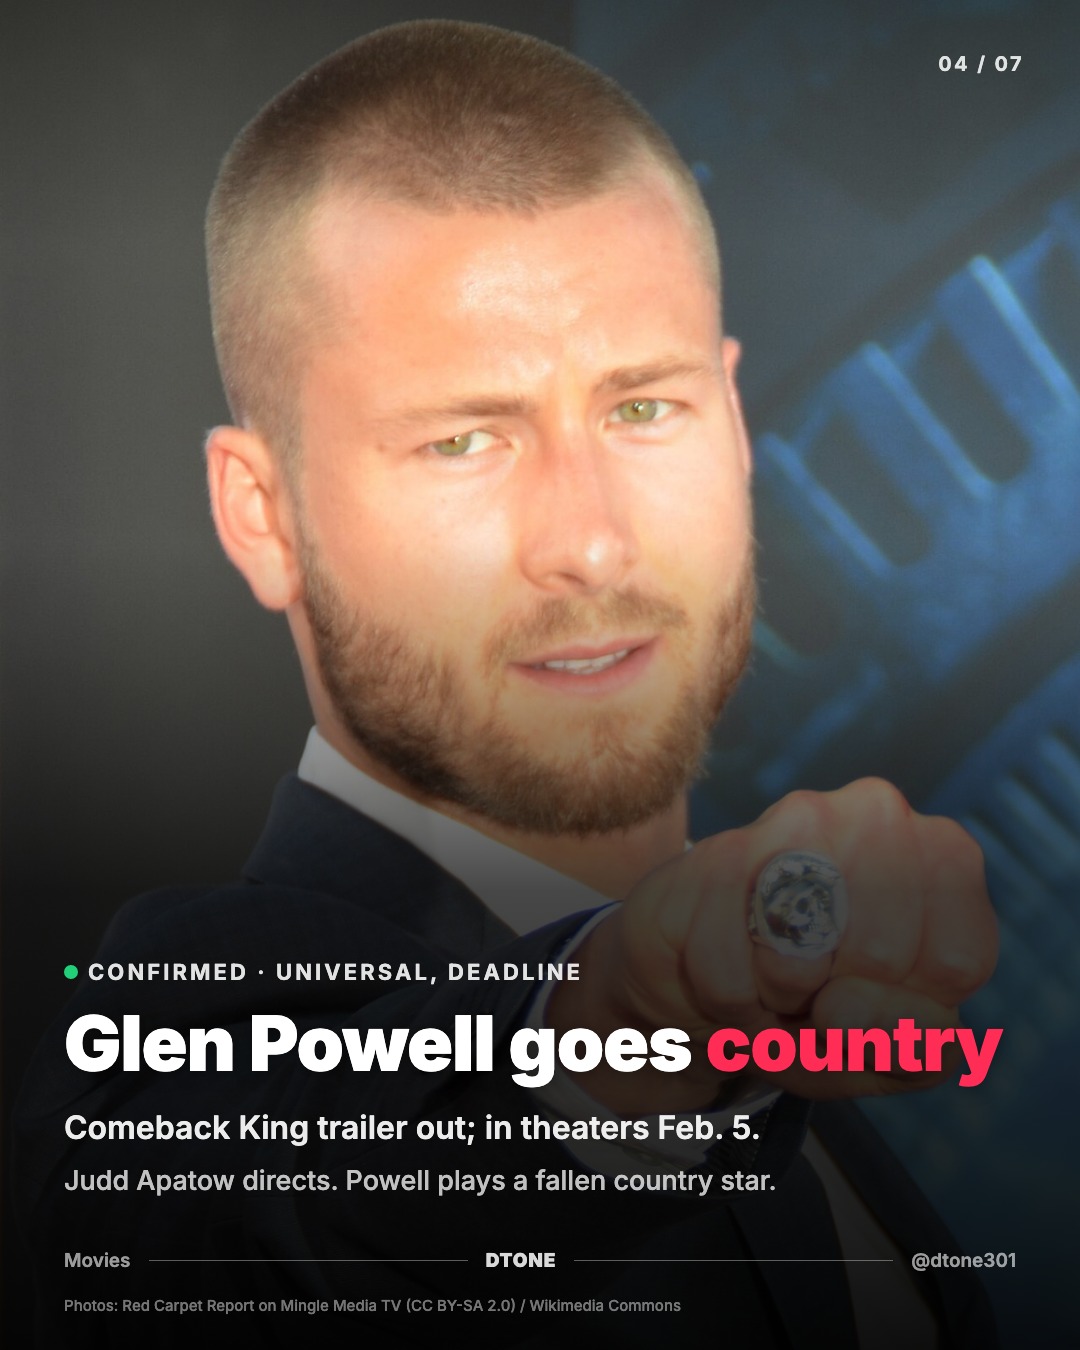 04 / 07
CONFIRMED · UNIVERSAL, DEADLINE
Glen Powell goes country
Comeback King trailer out; in theaters Feb. 5.
Judd Apatow directs. Powell plays a fallen country star.
Movies DTONE @dtone301
Photos: Red Carpet Report on Mingle Media TV (CC BY-SA 2.0) / Wikimedia Commons